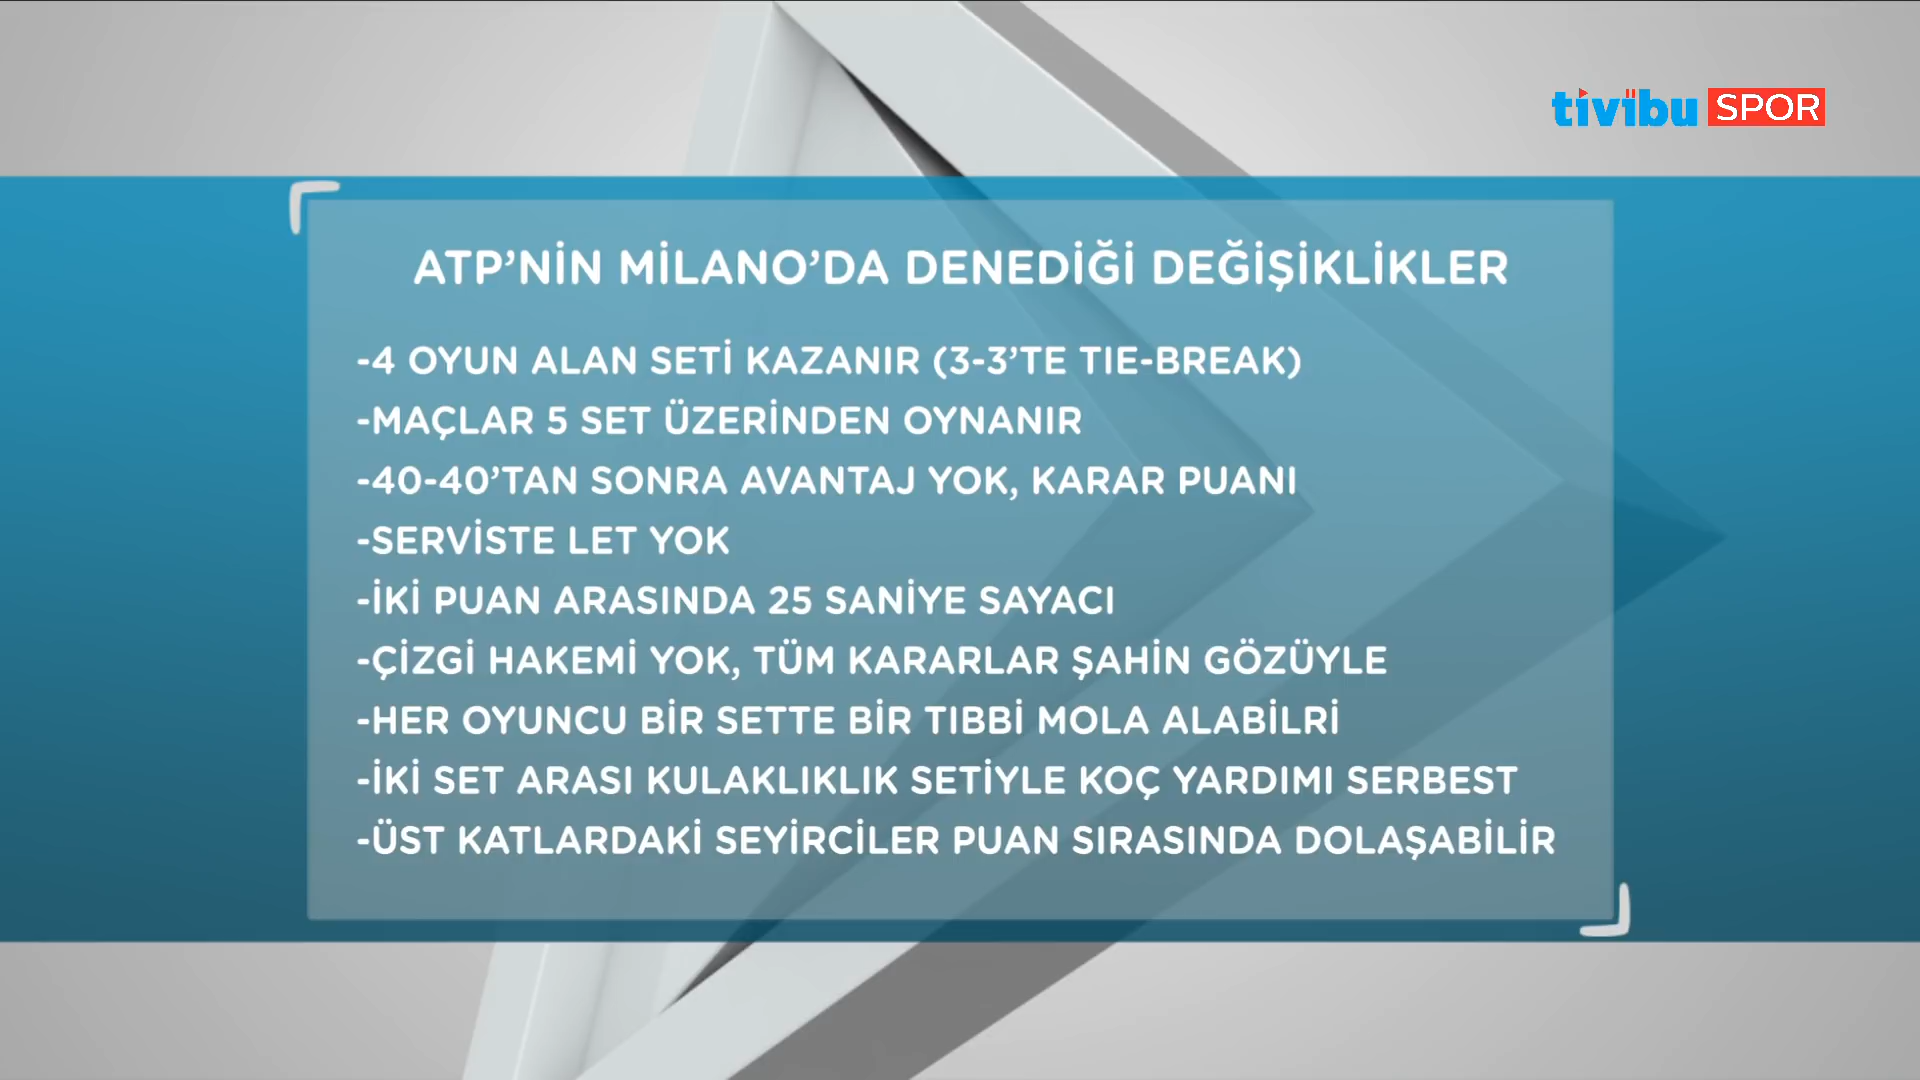 tivibu SPOR
ATP'NİN MİLANO'DA DENEDİĞİ DEĞİŞİKLİKLER
-4 OYUN ALAN SETİ KAZANIR (3-3'TE TIE-BREAK)
-MAÇLAR 5 SET ÜZERİNDEN OYNANIR
-40-40'TAN SONRA AVANTAJ YOK, KARAR PUANI
-SERVİSTE LET YOK
-İKİ PUAN ARASINDA 25 SANİYE SAYACI
-ÇİZGİ HAKEMİ YOK, TÜM KARARLAR ŞAHİN GÖZÜYLE
-HER OYUNCU BİR SETTE BİR TIBBİ MOLA ALABİLRİ
-İKİ SET ARASI KULAKLIKLIK SETİYLE KOÇ YARDIMI SERBEST
-ÜST KATLARDAKİ SEYİRCİLER PUAN SIRASINDA DOLAŞABİLİR